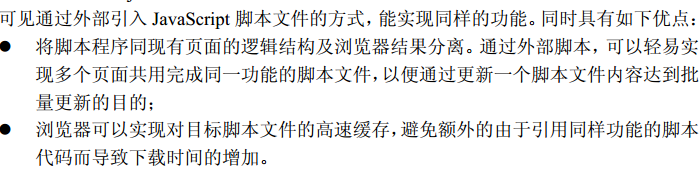 可见通过外部引入 JavaScript 脚本文件的方式，能实现同样的功能。同时具有如下优点：
● 将脚本程序同现有页面的逻辑结构及浏览器结果分离。通过外部脚本，可以轻易实
现多个页面共用完成同一功能的脚本文件，以便通过更新一个脚本文件内容达到批
量更新的目的；
● 浏览器可以实现对目标脚本文件的高速缓存，避免额外的由于引用同样功能的脚本
代码而导致下载时间的增加。